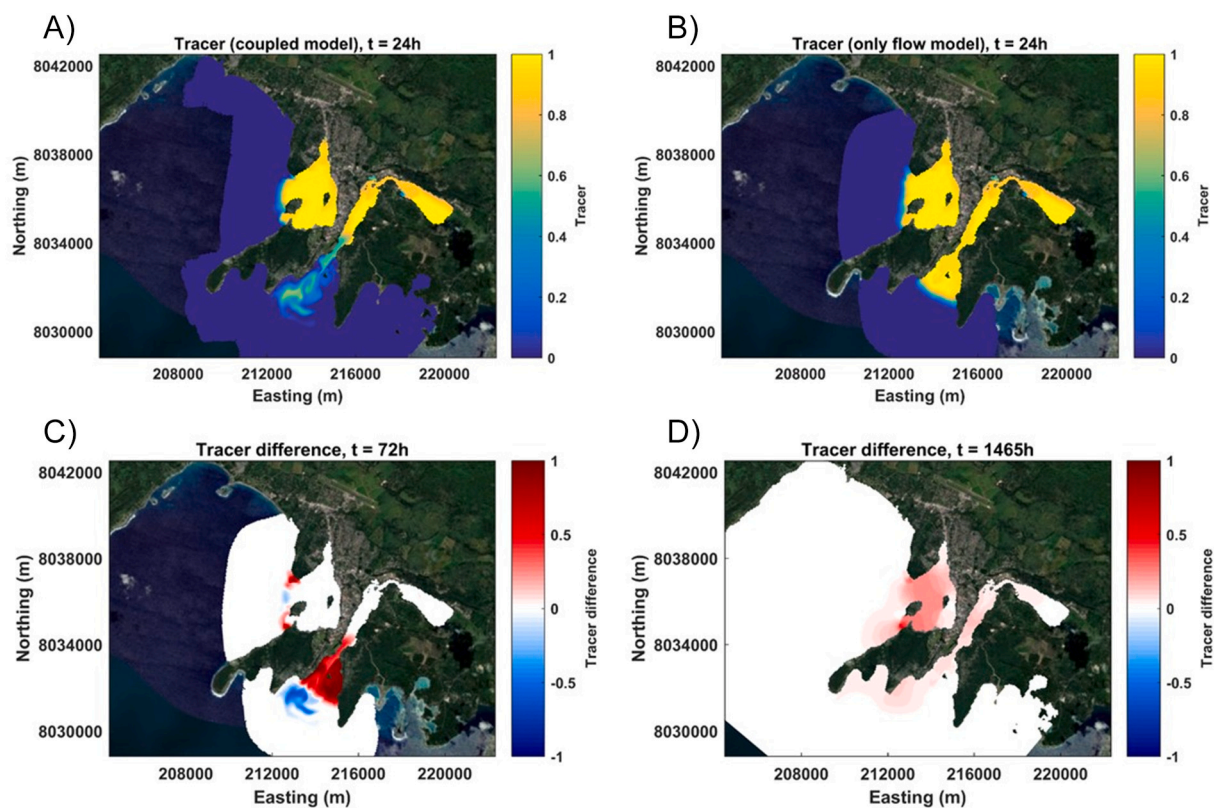 A)
Tracer (coupled model), t = 24h
8042000
8038000
8034000
8030000
Northing (m)
208000 212000 216000 220000
Easting (m)
1
0.8
0.6
0.4
0.2
0
Tracer
B)
Tracer (only flow model), t = 24h
8042000
8038000
8034000
8030000
Northing (m)
208000 212000 216000 220000
Easting (m)
1
0.8
0.6
0.4
0.2
0
Tracer
C)
Tracer difference, t = 72h
8042000
8038000
8034000
8030000
Northing (m)
208000 212000 216000 220000
Easting (m)
1
0.5
0
-0.5
-1
Tracer difference
D)
Tracer difference, t = 1465h
8042000
8038000
8034000
8030000
Northing (m)
208000 212000 216000 220000
Easting (m)
1
0.5
0
-0.5
-1
Tracer difference